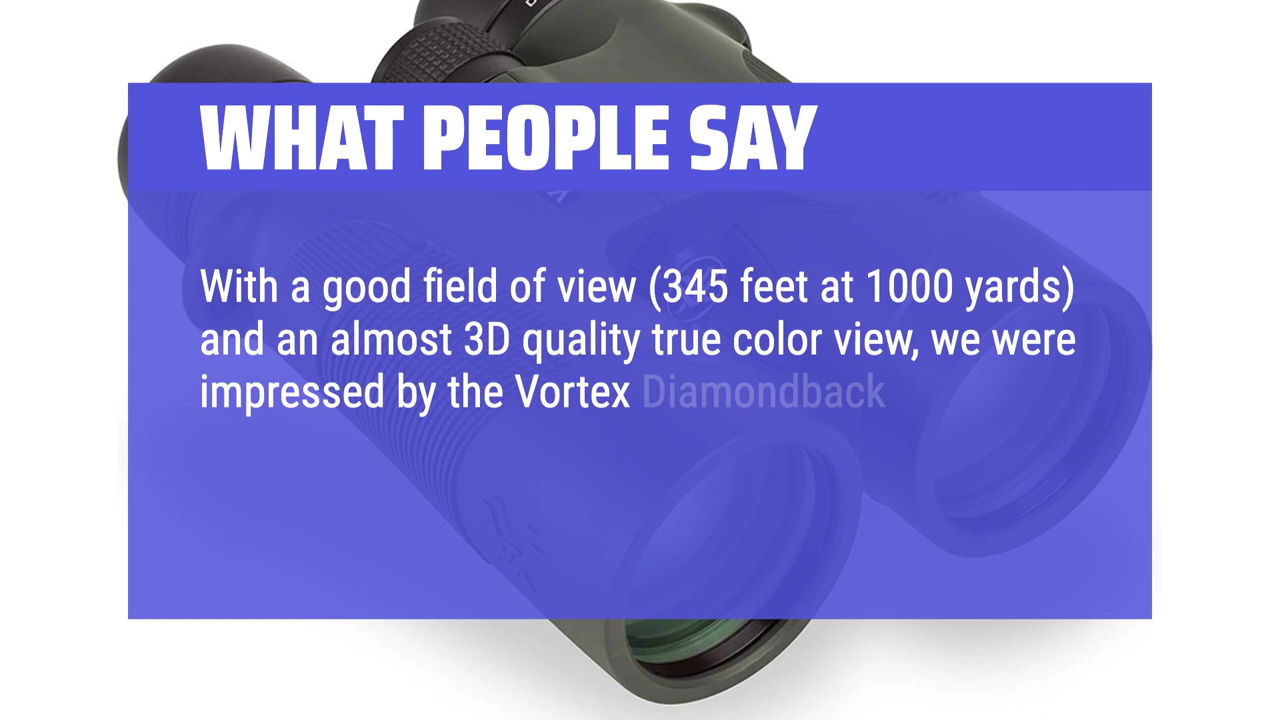 WHAT PEOPLE SAY
With a good field of view (345 feet at 1000 yards)
and an almost 3D quality true color view, we were
impressed by the Vortex Diamondback